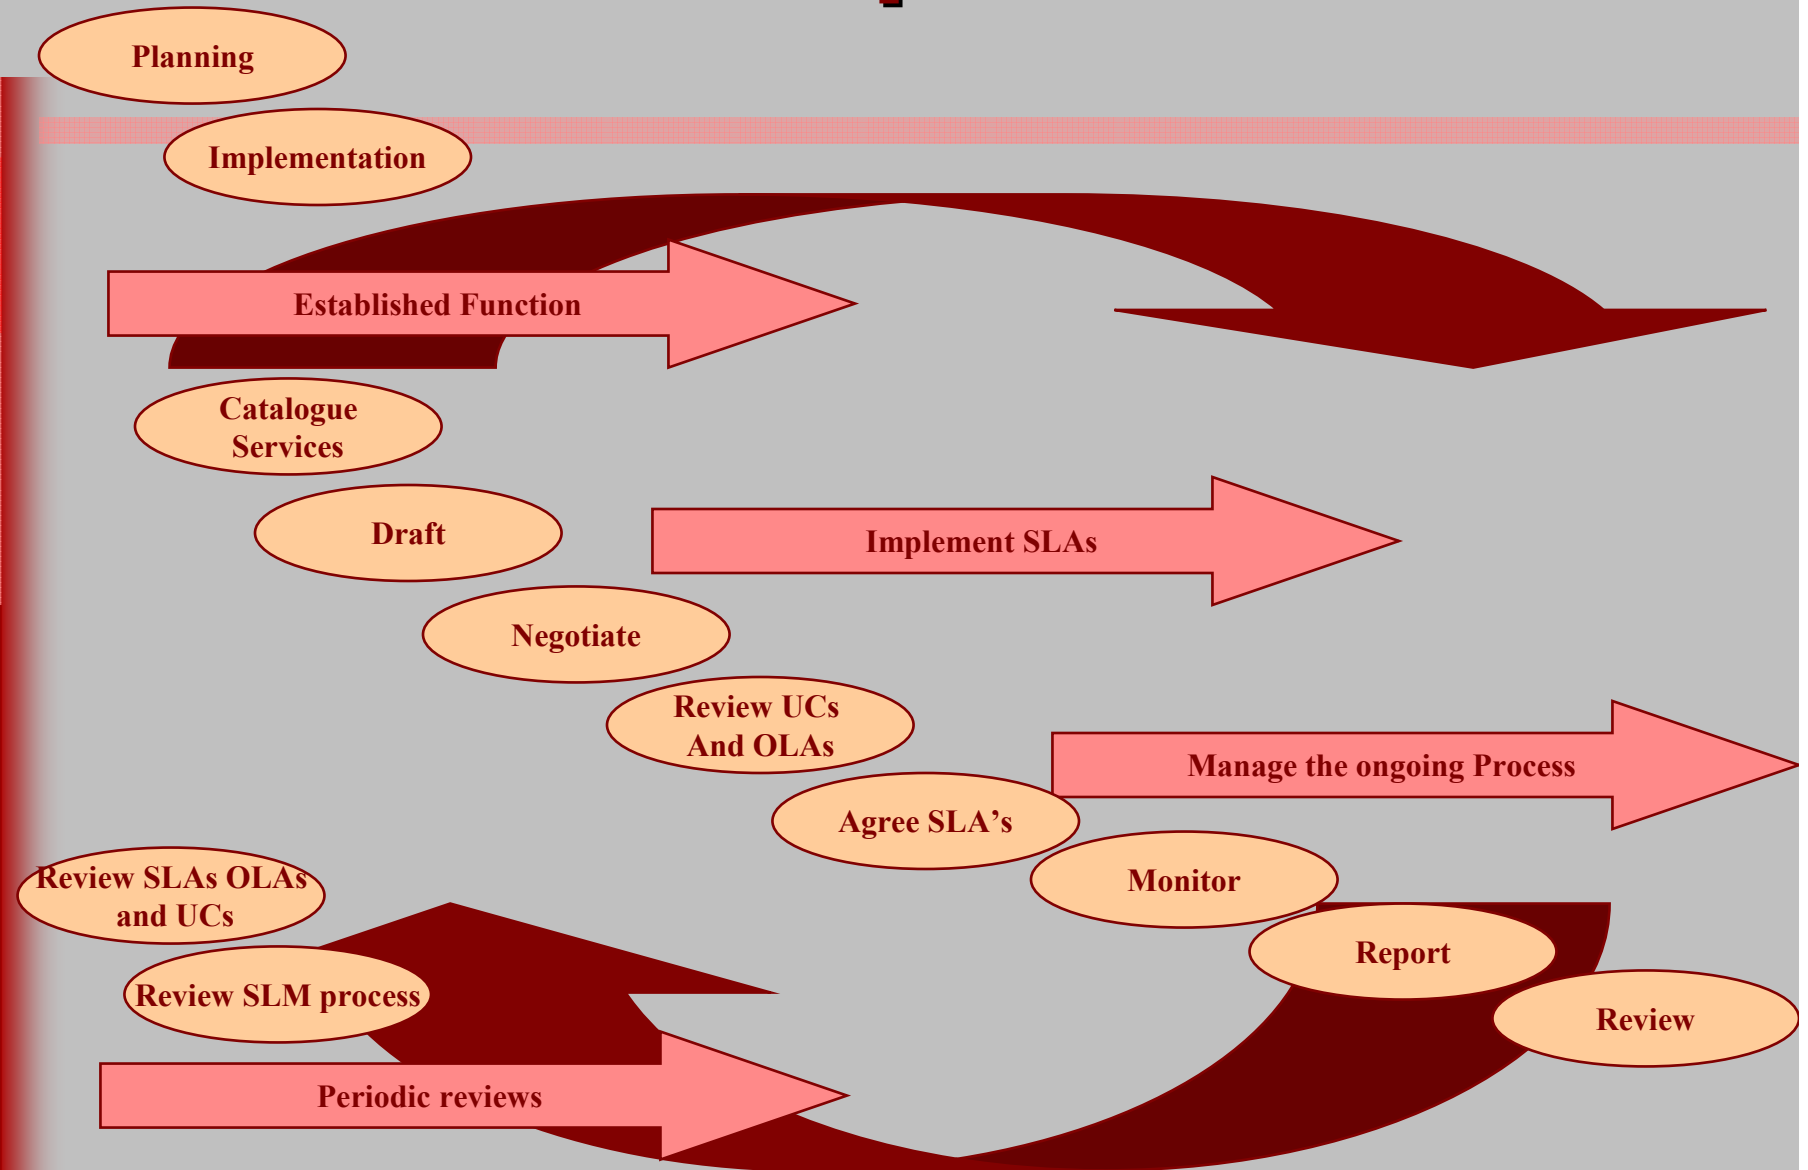 Planning
Implementation
Established Function
Catalogue
Services
Draft
Implement SLAs
Negotiate
Review UCs
And OLAs
Manage the ongoing Process
Agree SLA’s
Monitor
Review SLAs OLAs
and UCs
Report
Review SLM process
Review
Periodic reviews